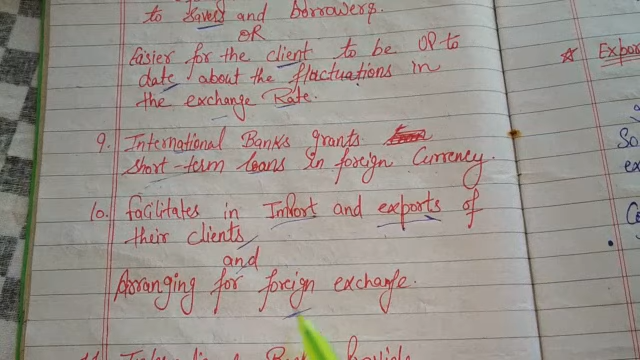 to savers and borrowers.
OR
Easier for the client to be OP to
date about the fluctuations in
the exchange Rate.
9. International Banks grants
short-term loans in foreign Currency.
10. facilitates in Import and exports of
their clients
and
Arranging for foreign exchange.